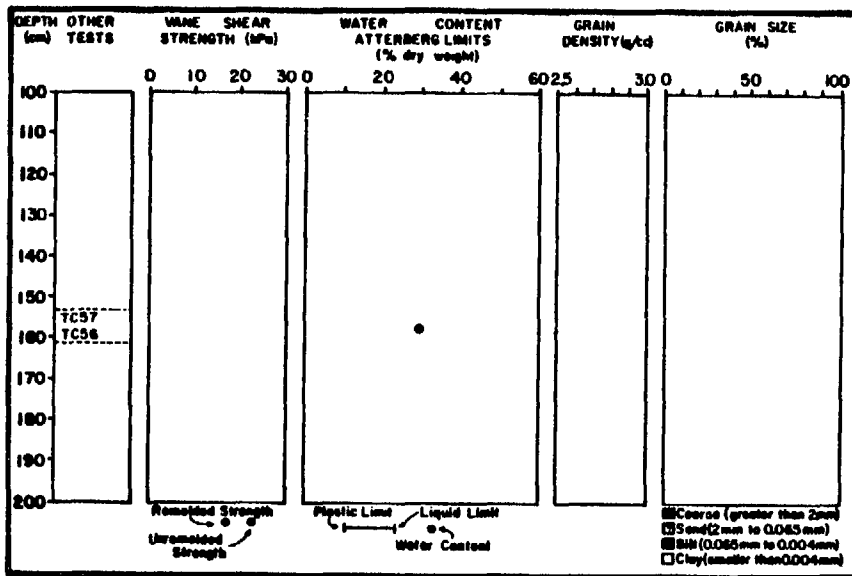 DEPTH OTHER VANE SHEAR WATER CONTENT GRAIN GRAIN SIZE
(cm) TESTS STRENGTH (kPa) ATTERBERG LIMITS DENSITY(g/cc) (%)
(% dry weight)
0 10 20 30 0 20 40 60 2.5 3.0 0 50 100
100
110
120
130
140
150
TC57
160 TC56
170
180
190
200
Remolded Strength Plastic Limit Liquid Limit Coarse (greater than 2mm)
Sand(2mm to 0.065mm)
Unremolded Water Content Silt(0.065mm to 0.004mm)
Strength Clay(smaller than 0.004mm)